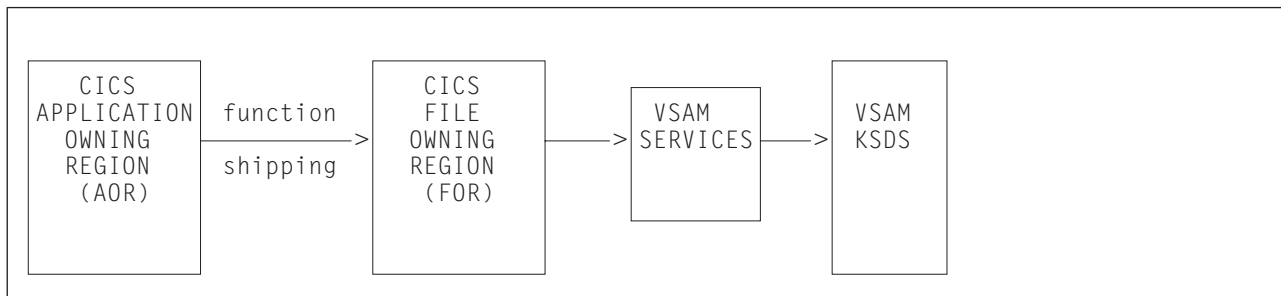 CICS
APPLICATION
OWNING
REGION
(AOR)
function
shipping
CICS
FILE
OWNING
REGION
(FOR)
VSAM
SERVICES
VSAM
KSDS